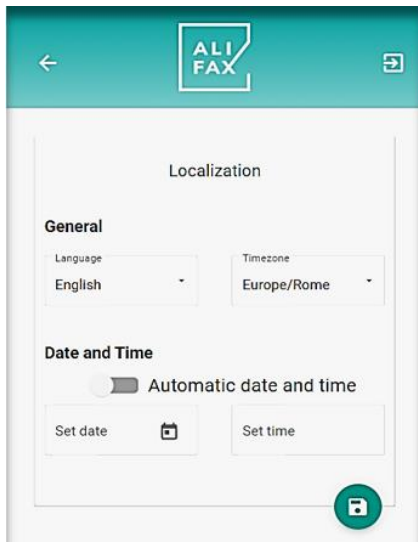 ALI
FAX
Localization
General
Language
English
Timezone
Europe/Rome
Date and Time
Automatic date and time
Set date
Set time